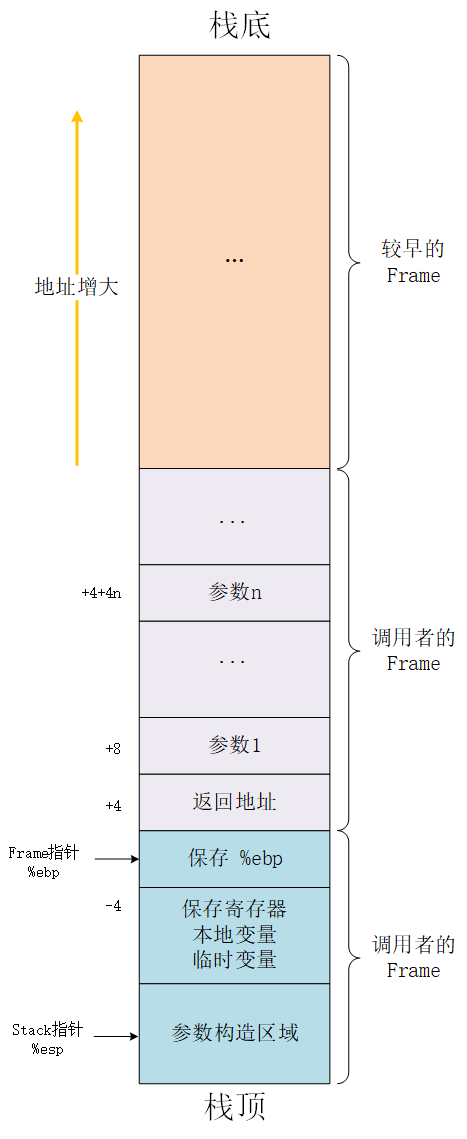 栈底
...
较早的
Frame
地址增大
...
+4+4n
参数n
...
调用者的
Frame
+8
参数1
+4
返回地址
Frame指针
%ebp
保存 %ebp
-4
保存寄存器
本地变量
临时变量
调用者的
Frame
Stack指针
%esp
参数构造区域
栈顶